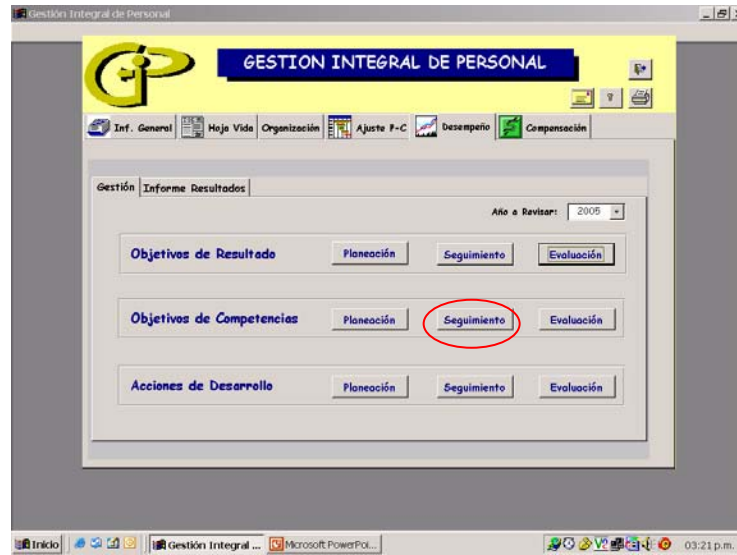 Gestión Integral de Personal
GIP
GESTION INTEGRAL DE PERSONAL
?
Inf. General Hoja Vida Organización Ajuste P-C Desempeño Compensación
Gestión Informe Resultados
Año a Revisar: 2005
Objetivos de Resultado Planeación Seguimiento Evaluación
Objetivos de Competencias Planeación Seguimiento Evaluación
Acciones de Desarrollo Planeación Seguimiento Evaluación
Inicio Gestión Integral ... Microsoft PowerPoi... 03:21 p.m.